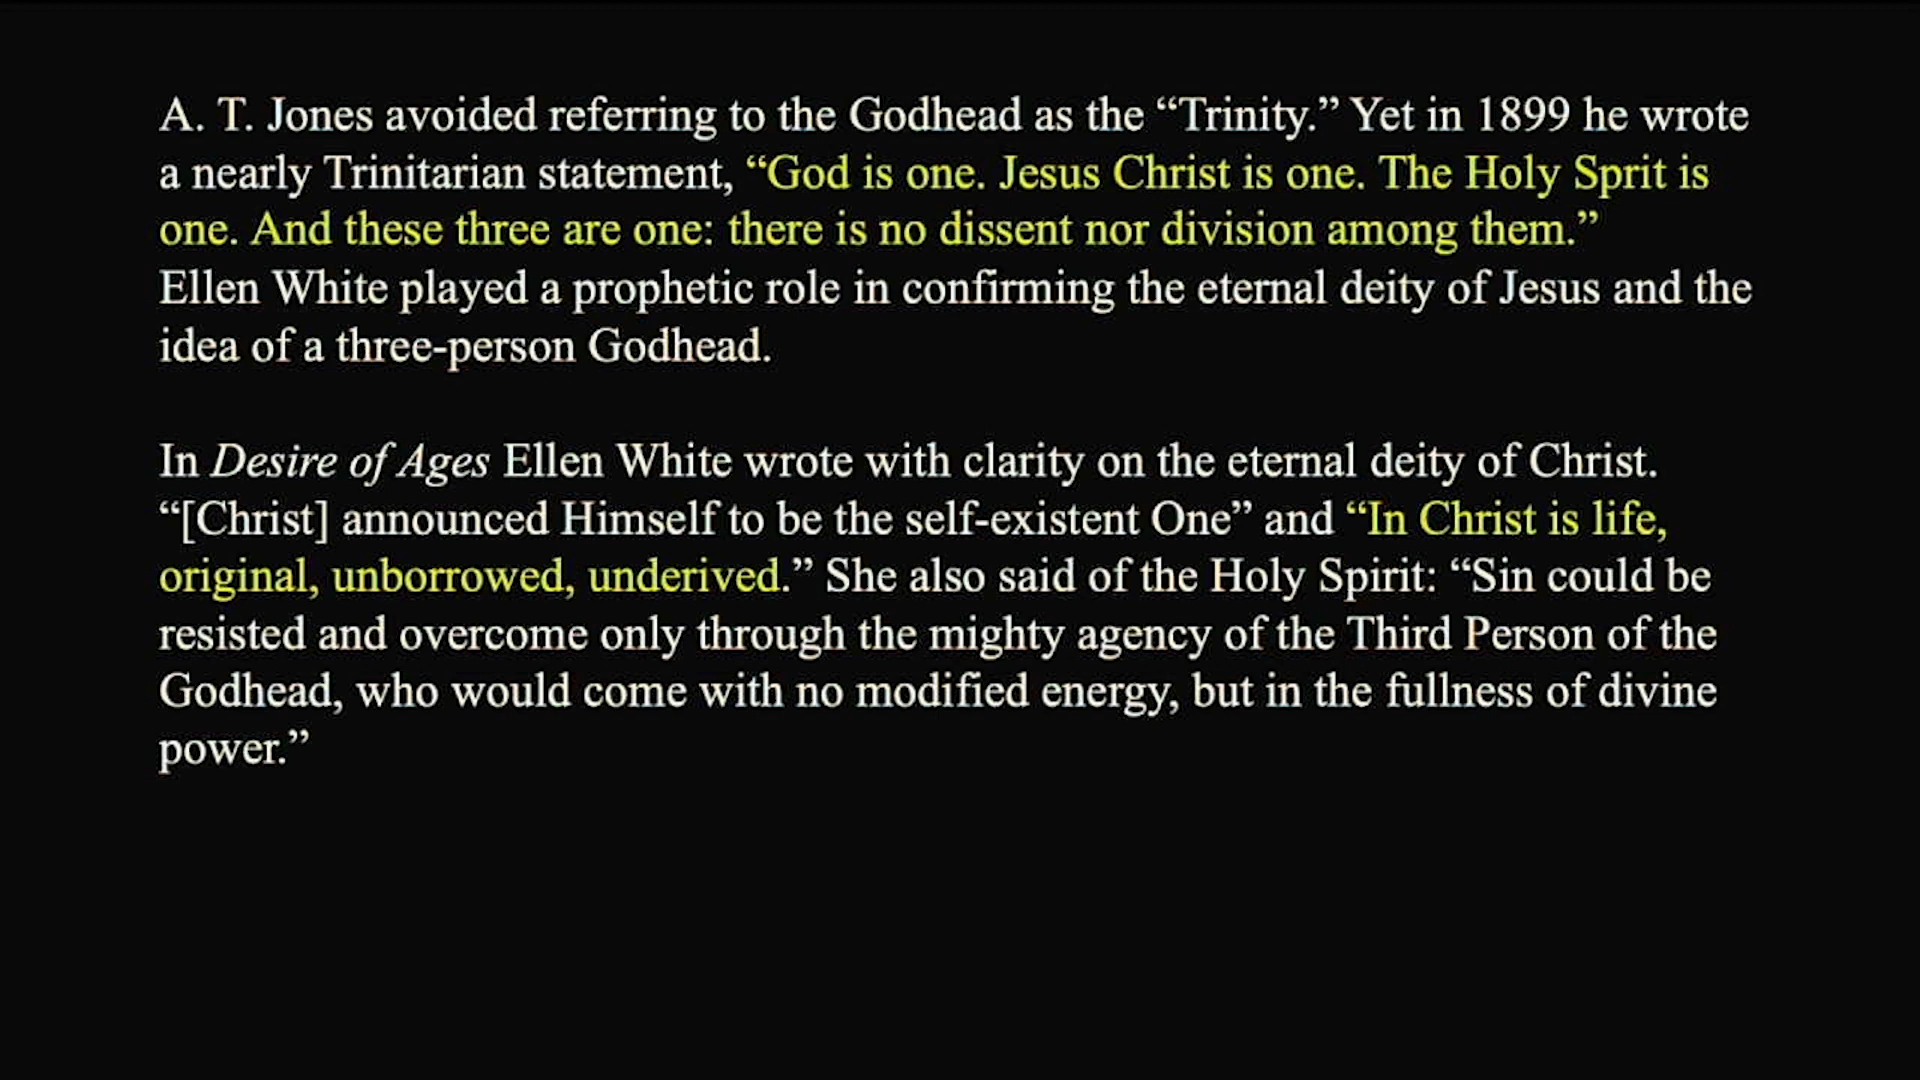 A. T. Jones avoided referring to the Godhead as the “Trinity.” Yet in 1899 he wrote
a nearly Trinitarian statement, “God is one. Jesus Christ is one. The Holy Sprit is
one. And these three are one: there is no dissent nor division among them.”
Ellen White played a prophetic role in confirming the eternal deity of Jesus and the
idea of a three-person Godhead.
In Desire of Ages Ellen White wrote with clarity on the eternal deity of Christ.
“[Christ] announced Himself to be the self-existent One” and “In Christ is life,
original, unborrowed, underived.” She also said of the Holy Spirit: “Sin could be
resisted and overcome only through the mighty agency of the Third Person of the
Godhead, who would come with no modified energy, but in the fullness of divine
power.”